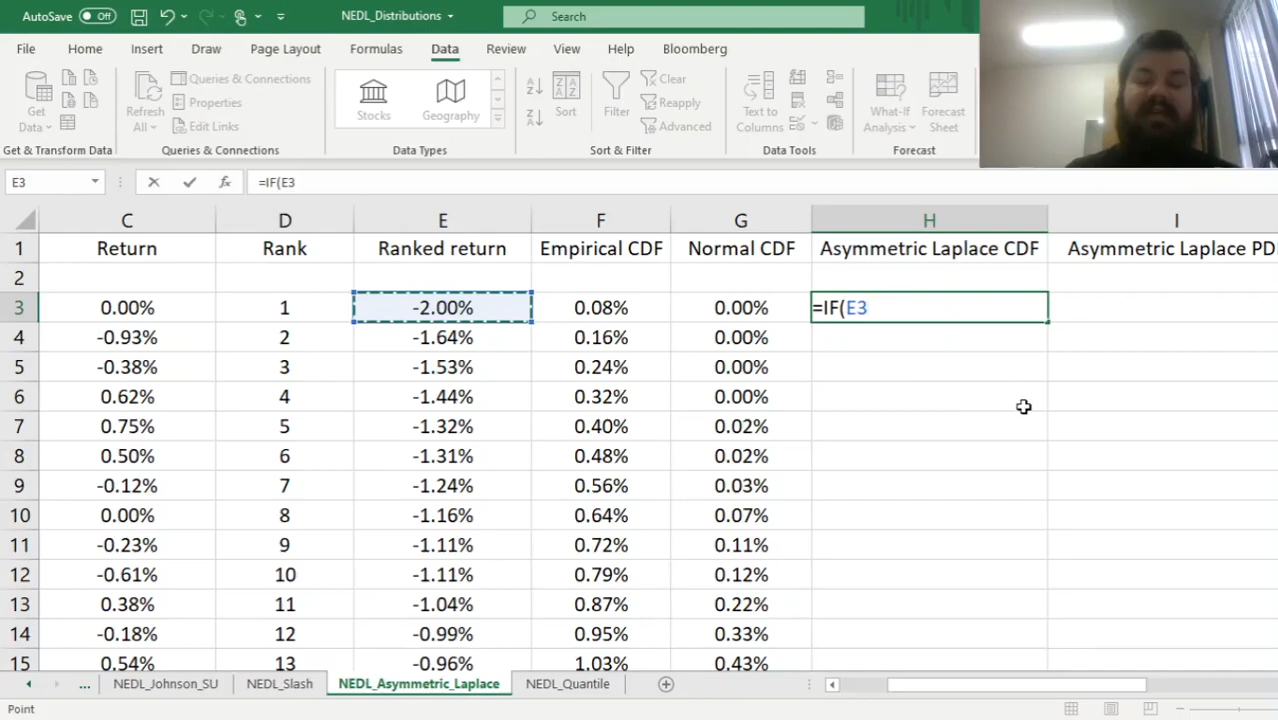 AutoSave Off NEDL_Distributions Search
File Home Insert Draw Page Layout Formulas Data Review View Help Bloomberg
Get Data Refresh All Queries & Connections Properties Edit Links Stocks Geography Sort Filter Clear Reapply Advanced Text to Columns What-If Analysis Forecast Sheet
Get & Transform Data Queries & Connections Data Types Sort & Filter Data Tools Forecast
E3 fx =IF(E3
C D E F G H I
1 Return Rank Ranked return Empirical CDF Normal CDF Asymmetric Laplace CDF Asymmetric Laplace PD
2
3 0.00% 1 -2.00% 0.08% 0.00% =IF(E3
4 -0.93% 2 -1.64% 0.16% 0.00%
5 -0.38% 3 -1.53% 0.24% 0.00%
6 0.62% 4 -1.44% 0.32% 0.00%
7 0.75% 5 -1.32% 0.40% 0.02%
8 0.50% 6 -1.31% 0.48% 0.02%
9 -0.12% 7 -1.24% 0.56% 0.03%
10 0.00% 8 -1.16% 0.64% 0.07%
11 -0.23% 9 -1.11% 0.72% 0.11%
12 -0.61% 10 -1.11% 0.79% 0.12%
13 0.38% 11 -1.04% 0.87% 0.22%
14 -0.18% 12 -0.99% 0.95% 0.33%
15 0.54% 13 -0.96% 1.03% 0.43%
... NEDL_Johnson_SU NEDL_Slash NEDL_Asymmetric_Laplace NEDL_Quantile
Point